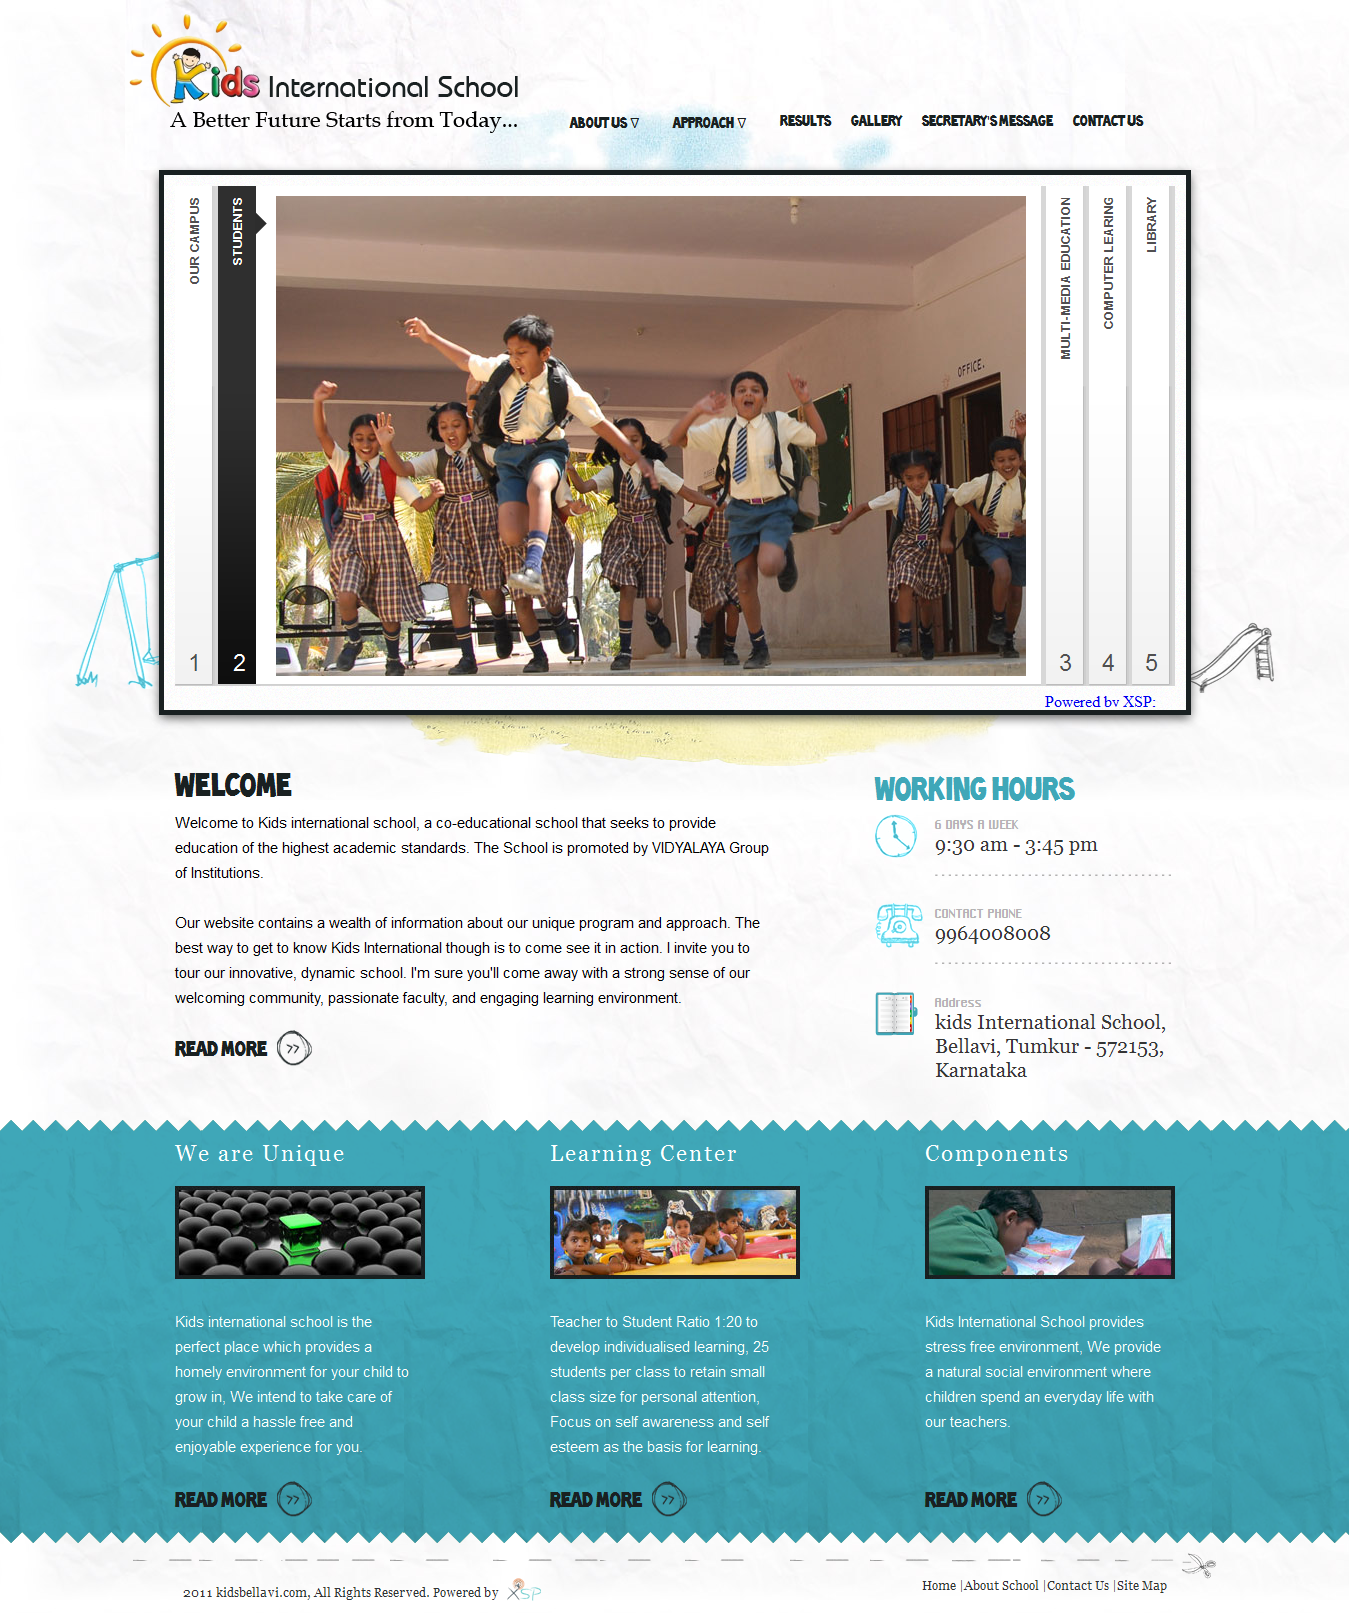 Kids International School
A Better Future Starts from Today...
ABOUT US ∇ APPROACH ∇ RESULTS GALLERY SECRETARY'S MESSAGE CONTACT US
OUR CAMPUS
1
STUDENTS
2
OFFICE.
MULTI-MEDIA EDUCATION
3
COMPUTER LEARING
4
LIBRARY
5
Powered by XSP:
WELCOME
Welcome to Kids international school, a co-educational school that seeks to provide
education of the highest academic standards. The School is promoted by VIDYALAYA Group
of Institutions.
Our website contains a wealth of information about our unique program and approach. The
best way to get to know Kids International though is to come see it in action. I invite you to
tour our innovative, dynamic school. I'm sure you'll come away with a strong sense of our
welcoming community, passionate faculty, and engaging learning environment.
READ MORE >>
WORKING HOURS
6 DAYS A WEEK
9:30 am - 3:45 pm
CONTACT PHONE
9964008008
Address
kids International School,
Bellavi, Tumkur - 572153,
Karnataka
We are Unique
Kids international school is the
perfect place which provides a
homely environment for your child to
grow in, We intend to take care of
your child a hassle free and
enjoyable experience for you.
READ MORE >>
Learning Center
Teacher to Student Ratio 1:20 to
develop individualised learning, 25
students per class to retain small
class size for personal attention,
Focus on self awareness and self
esteem as the basis for learning.
READ MORE >>
Components
Kids International School provides
stress free environment, We provide
a natural social environment where
children spend an everyday life with
our teachers.
READ MORE >>
2011 kidsbellavi.com, All Rights Reserved. Powered by XSP
Home |About School |Contact Us |Site Map